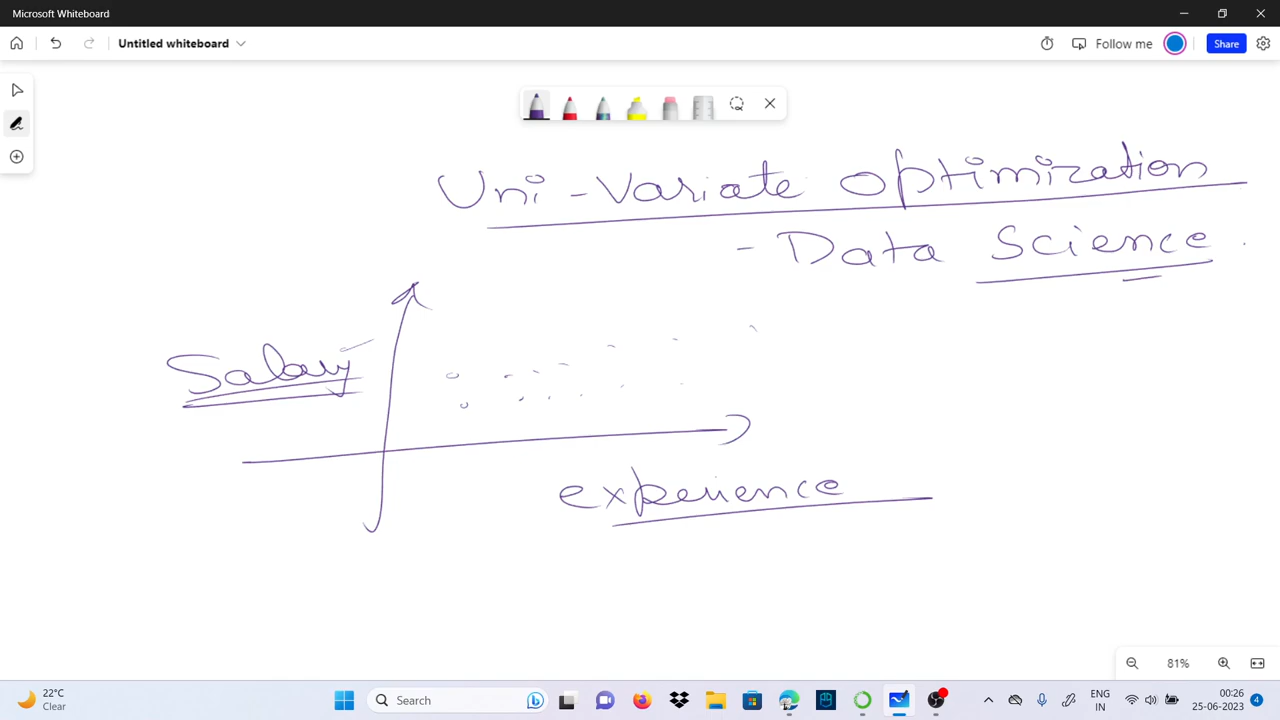 Microsoft Whiteboard
Untitled whiteboard
Follow me
Share
Uni-Variate Optimization
- Data Science
Salary
experience
81%
22°C
Clear
Search
ENG
IN
00:26
25-06-2023
4